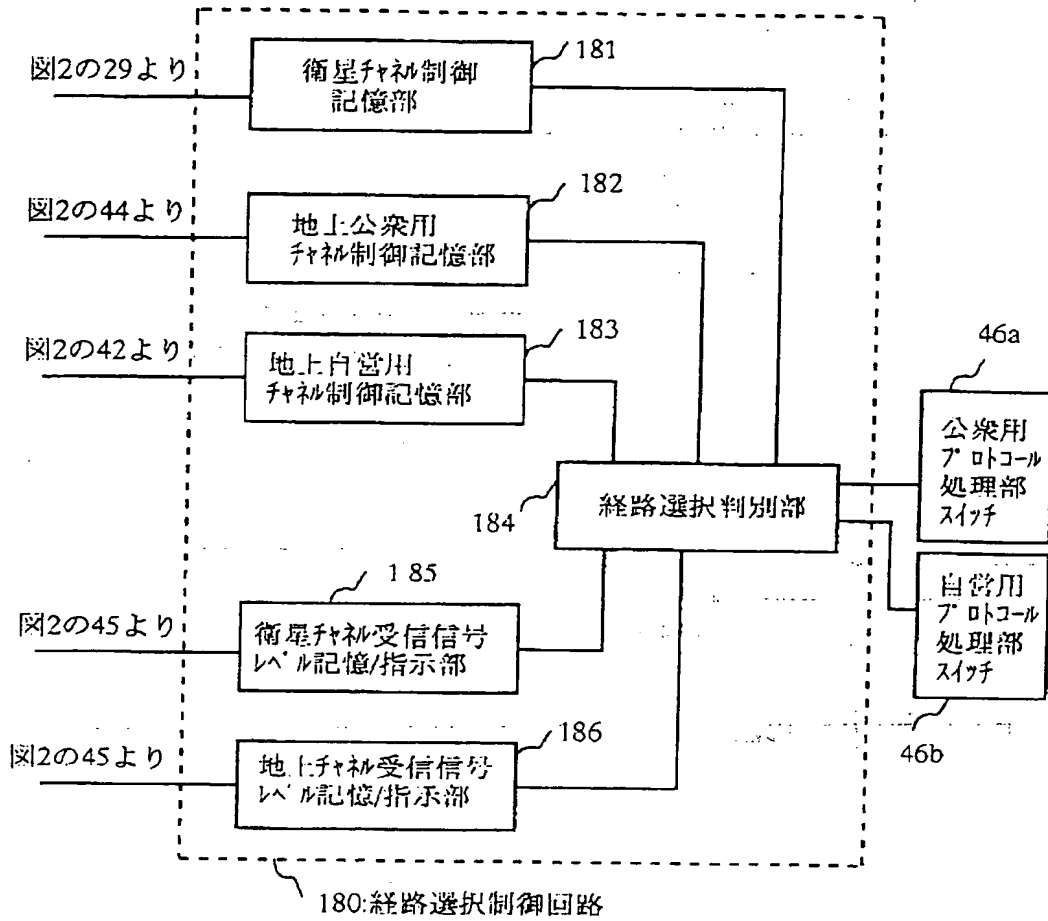 図2の29より
衛星チャネル制御
記憶部
181
図2の44より
地上公衆用
チャネル制御記憶部
182
図2の42より
地上自営用
チャネル制御記憶部
183
46a
公衆用
プロトコール
処理部
スイッチ
経路選択判別部
184
185
自営用
プロトコール
処理部
スイッチ
46b
図2の45より
衛星チャネル受信信号
レベル記憶/指示部
図2の45より
地上チャネル受信信号
レベル記憶/指示部
186
180:経路選択制御回路